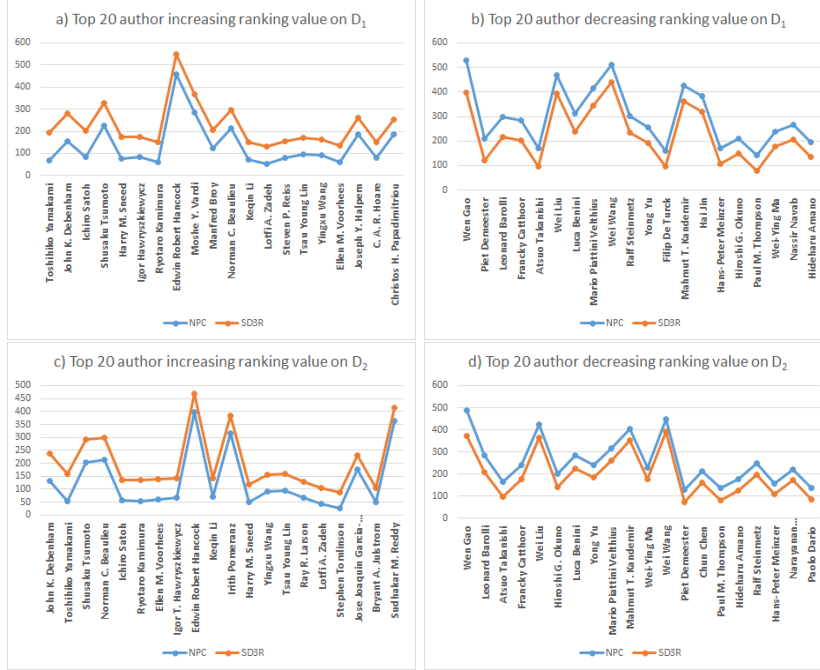 a) Top 20 author increasing ranking value on D1
600
500
400
300
200
100
0
Toshihiko Yamakami
John K. Debenham
Ichiro Satoh
Shusaku Tsumoto
Harry M. Sneed
Igor Hawryszkiewycz
Ryotaro Kamimura
Edwin Robert Hancock
Moshe Y. Vardi
Manfred Broy
Norman C. Beaulieu
Keqin Li
Lotfi A. Zadeh
Steven P. Reiss
Tsau Young Lin
Yingxu Wang
Ellen M. Voorhees
Joseph Y. Halpern
C. A. R. Hoare
Christos H. Papadimitriou
NPC SD3R
b) Top 20 author decreasing ranking value on D1
600
500
400
300
200
100
0
Wen Gao
Piet Demeester
Leonard Barolli
Francky Catthoor
Atsuo Takanishi
Wei Liu
Luca Benini
Mario Piattini Velthius
Wei Wang
Ralf Steinmetz
Yong Yu
Filip De Turck
Mahmut T. Kandemir
Hai Jin
Hans-Peter Meinzer
Hiroshi G. Okuno
Paul M. Thompson
Wei-Ying Ma
Nassir Navab
Hideharu Amano
NPC SD3R
c) Top 20 author increasing ranking value on D2
500
450
400
350
300
250
200
150
100
50
0
John K. Debenham
Toshihiko Yamakami
Shusaku Tsumoto
Norman C. Beaulieu
Ichiro Satoh
Ryotaro Kamimura
Ellen M. Voorhees
Igor T. Hawryszkiewycz
Edwin Robert Hancock
Keqin Li
Irith Pomeranz
Harry M. Sneed
Yingxu Wang
Tsau Young Lin
Ray R. Larson
Lotfi A. Zadeh
Stephen Tomlinson
Jose Joaquin Garcia-...
Bryant A. Julstrom
Sudhakar M. Reddy
NPC SD3R
d) Top 20 author decreasing ranking value on D2
600
500
400
300
200
100
0
Wen Gao
Leonard Barolli
Atsuo Takanishi
Francky Catthoor
Wei Liu
Hiroshi G. Okuno
Luca Benini
Yong Yu
Mario Piattini Velthius
Mahmut T. Kandemir
Wei-Ying Ma
Wei Wang
Piet Demeester
Chun Chen
Paul M. Thompson
Hideharu Amano
Ralf Steinmetz
Hans-Peter Meinzer
Narayanan...
Paolo Dario
NPC SD3R